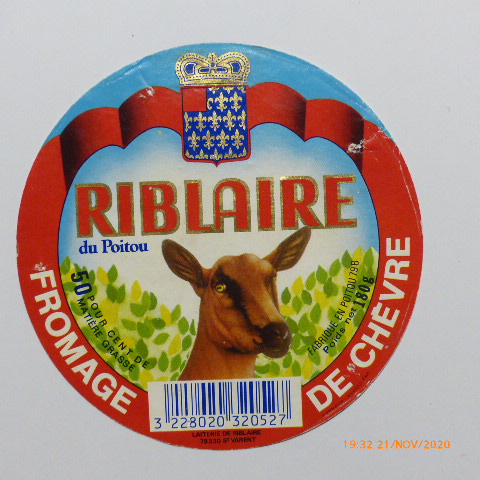 RIBLAIRE
du Poitou
50 POUR CENT DE
MATIÈRE GRASSE
FABRIQUÉ EN POITOU 79B
Poids net 180g
FROMAGE DE CHÈVRE
3 228020 320527
LAITERIE DE RIBLAIRE
79330 ST VARENT
19:32 21/NOV/2020